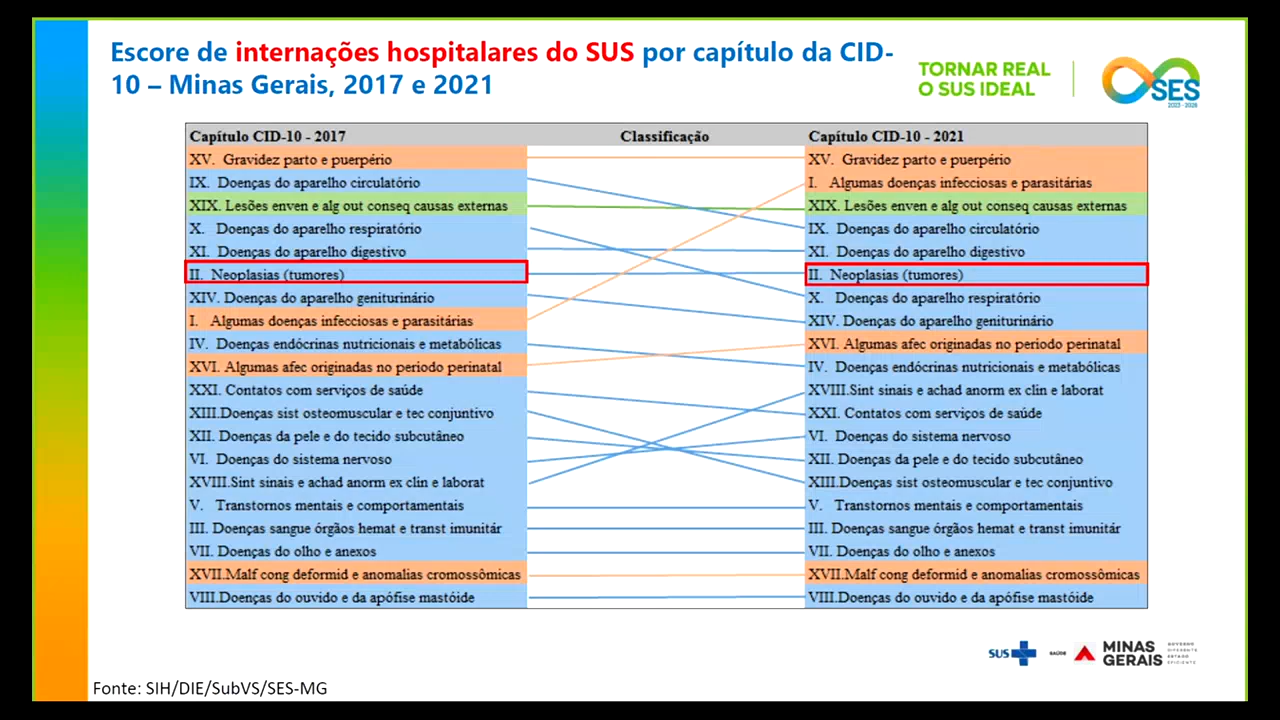 Escore de internações hospitalares do SUS por capítulo da CID-
10 – Minas Gerais, 2017 e 2021
TORNAR REAL
O SUS IDEAL
SES
2023 - 2026
Capítulo CID-10 - 2017 Classificação Capítulo CID-10 - 2021
XV. Gravidez parto e puerpério XV. Gravidez parto e puerpério
IX. Doenças do aparelho circulatório I. Algumas doenças infecciosas e parasitárias
XIX. Lesões enven e alg out conseq causas externas XIX. Lesões enven e alg out conseq causas externas
X. Doenças do aparelho respiratório IX. Doenças do aparelho circulatório
XI. Doenças do aparelho digestivo XI. Doenças do aparelho digestivo
II. Neoplasias (tumores) II. Neoplasias (tumores)
XIV. Doenças do aparelho geniturinário X. Doenças do aparelho respiratório
I. Algumas doenças infecciosas e parasitárias XIV. Doenças do aparelho geniturinário
IV. Doenças endócrinas nutricionais e metabólicas XVI. Algumas afec originadas no periodo perinatal
XVI. Algumas afec originadas no periodo perinatal IV. Doenças endócrinas nutricionais e metabólicas
XXI. Contatos com serviços de saúde XVIII.Sint sinais e achad anorm ex clin e laborat
XIII.Doenças sist osteomuscular e tec conjuntivo XXI. Contatos com serviços de saúde
XII. Doenças da pele e do tecido subcutâneo VI. Doenças do sistema nervoso
VI. Doenças do sistema nervoso XII. Doenças da pele e do tecido subcutâneo
XVIII.Sint sinais e achad anorm ex clin e laborat XIII.Doenças sist osteomuscular e tec conjuntivo
V. Transtornos mentais e comportamentais V. Transtornos mentais e comportamentais
III. Doenças sangue órgãos hemat e transt imunitár III. Doenças sangue órgãos hemat e transt imunitár
VII. Doenças do olho e anexos VII. Doenças do olho e anexos
XVII.Malf cong deformid e anomalias cromossômicas XVII.Malf cong deformid e anomalias cromossômicas
VIII.Doenças do ouvido e da apófise mastóide VIII.Doenças do ouvido e da apófise mastóide
SUS
SAÚDE
MINAS
GERAIS
GOVERNO
DIFERENTE
ESTADO
EFICIENTE
Fonte: SIH/DIE/SubVS/SES-MG